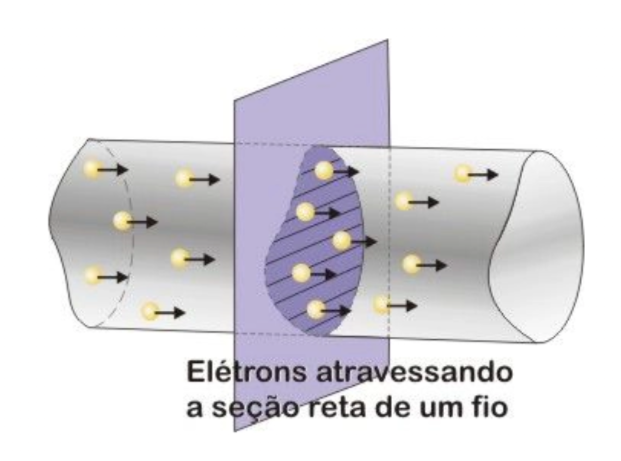 Elétrons atravessando
a seção reta de um fio